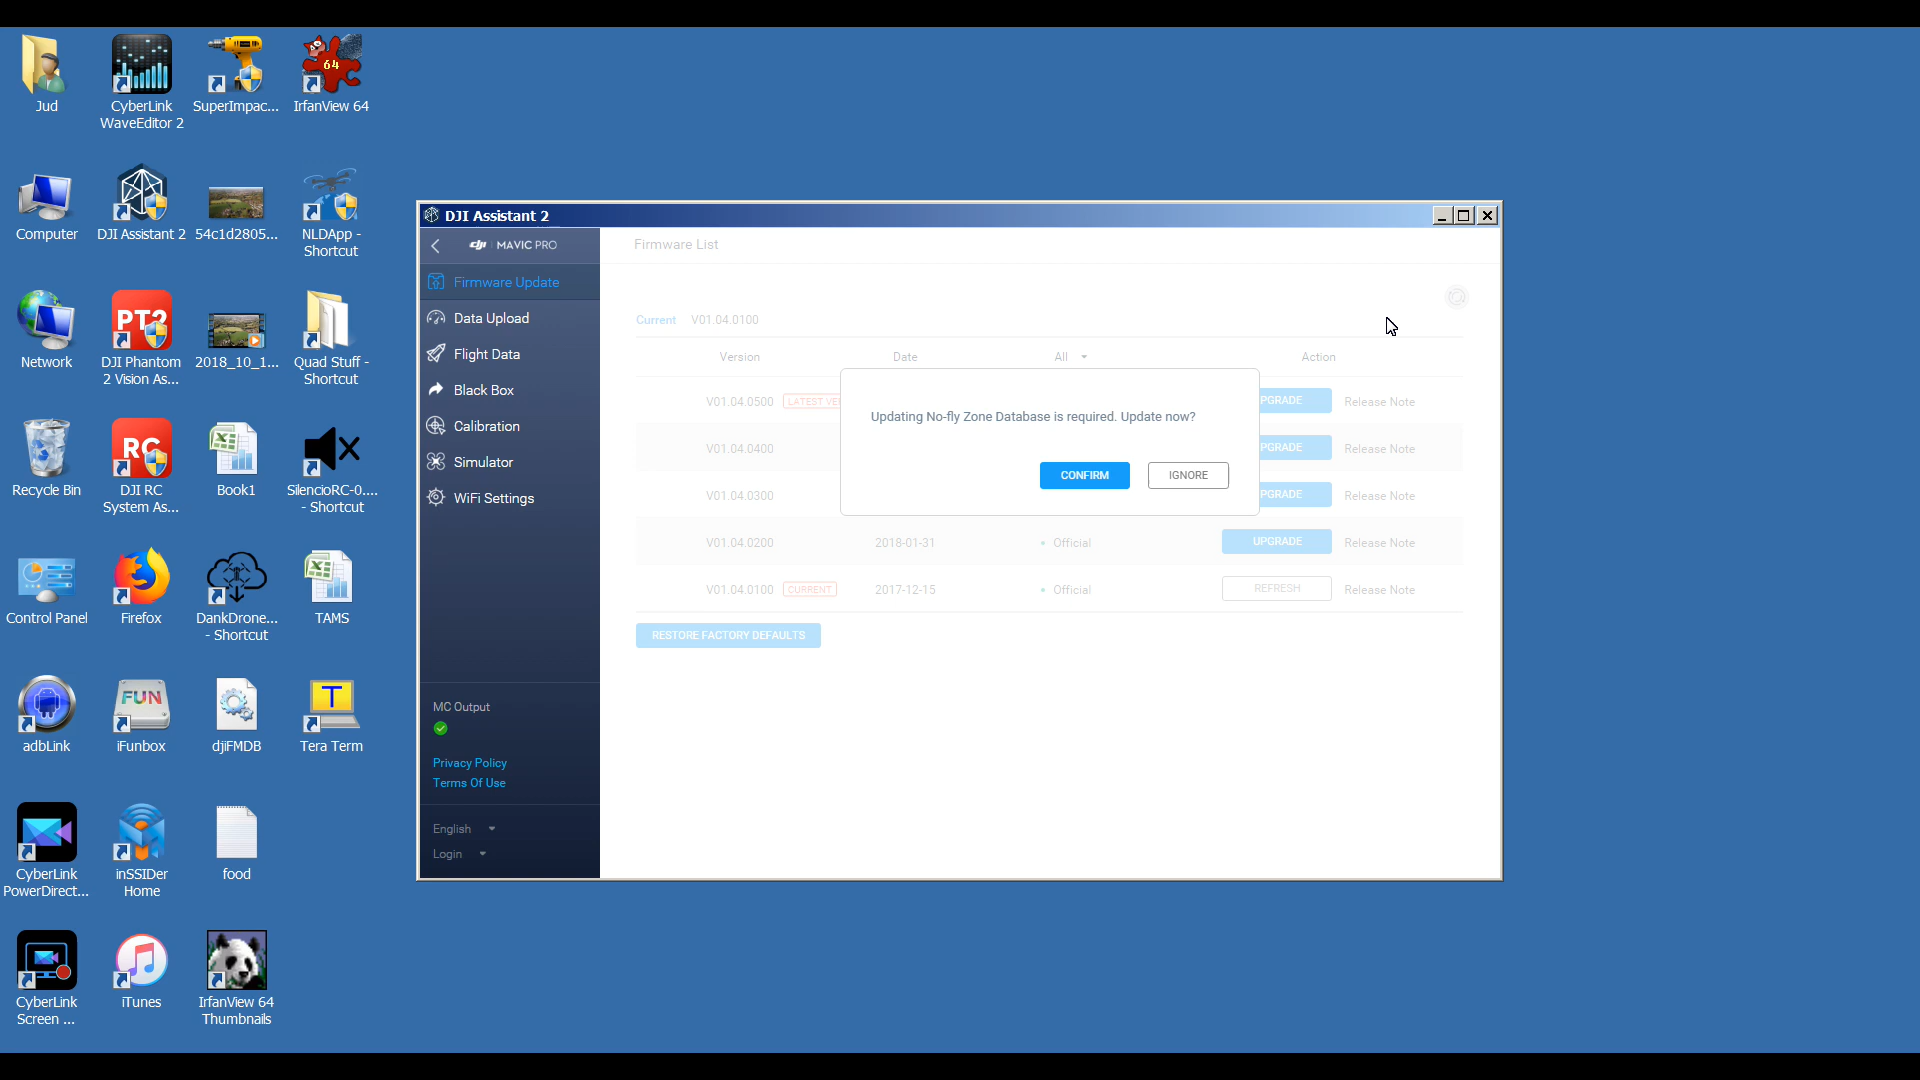 Jud
CyberLink
WaveEditor 2
SuperImpac...
64
IrfanView 64
Computer
DJI Assistant 2
54c1d2805...
NLDApp -
Shortcut
Network
PT2
DJI Phantom
2 Vision As...
2018_10_1...
Quad Stuff -
Shortcut
Recycle Bin
RC
DJI RC
System As...
Book1
SilencioRC-0....
- Shortcut
Control Panel
Firefox
DankDrone...
- Shortcut
TAMS
adbLink
FUN
iFunbox
djiFMDB
T
Tera Term
CyberLink
PowerDirect...
inSSIDer
Home
food
CyberLink
Screen ...
iTunes
IrfanView 64
Thumbnails
DJI Assistant 2
dji MAVIC PRO
Firmware Update
Data Upload
Flight Data
Black Box
Calibration
Simulator
WiFi Settings
MC Output
Privacy Policy
Terms Of Use
English
Login
Firmware List
Current V01.04.0100
Version Date All Action
V01.04.0500 LATEST VE PGRADE Release Note
V01.04.0400 PGRADE Release Note
V01.04.0300 PGRADE Release Note
V01.04.0200 2018-01-31 Official UPGRADE Release Note
V01.04.0100 CURRENT 2017-12-15 Official REFRESH Release Note
RESTORE FACTORY DEFAULTS
Updating No-fly Zone Database is required. Update now?
CONFIRM IGNORE